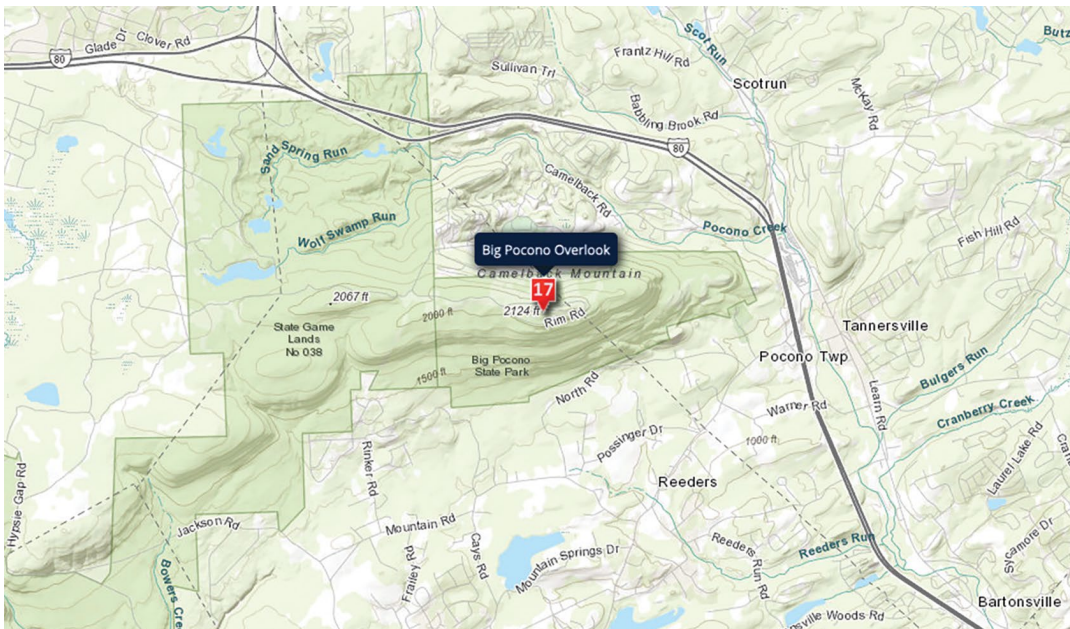 Glade Dr
Clover Rd
80
Scot Run
Frantz Hill Rd
Sullivan Trl
Scotrun
McKay Rd
Babbling Brook Rd
80
Sand Spring Run
Camelback Rd
Wolf Swamp Run
Pocono Creek
Fish Hill Rd
Big Pocono Overlook
Camelback Mountain
17
2067 ft
2000 ft
2124 ft
Rim Rd
State Game
Lands
No 038
Tannersville
Big Pocono
State Park
1500 ft
Pocono Twp
Bulgers Run
North Rd
Learn Rd
Warner Rd
Cranberry Creek
Possinger Dr
1000 ft
Rinker Rd
Laurel Lake Rd
Hypsie Gap Rd
Reeders
Jackson Rd
Mountain Rd
Frailey Rd
Cays Rd
Mountain Springs Dr
Reeders Run
Reeders Run Rd
Sycamore Dr
Bartonsville